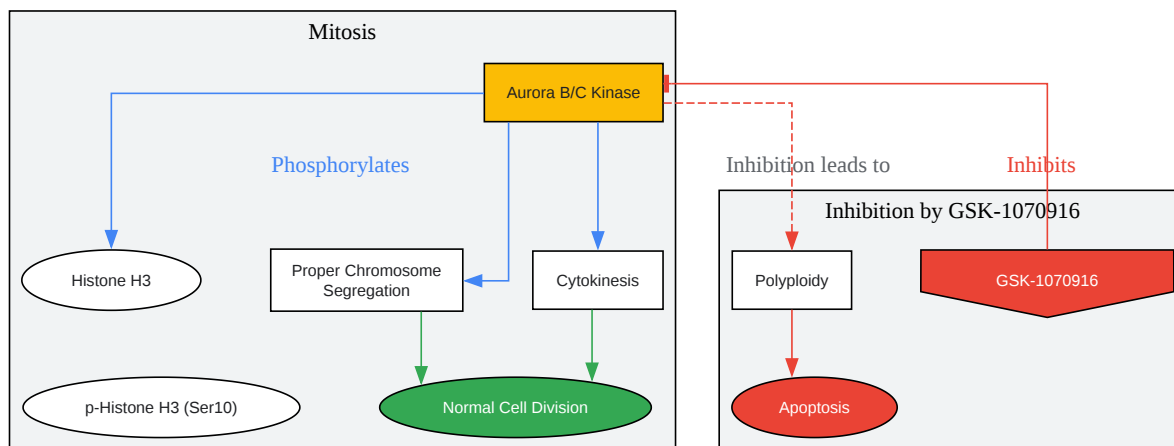 Mitosis
Aurora B/C Kinase
Phosphorylates
Inhibition leads to
Inhibits
Inhibition by GSK-1070916
Histone H3
Proper Chromosome
Segregation
Cytokinesis
Polyploidy
GSK-1070916
p-Histone H3 (Ser10)
Normal Cell Division
Apoptosis